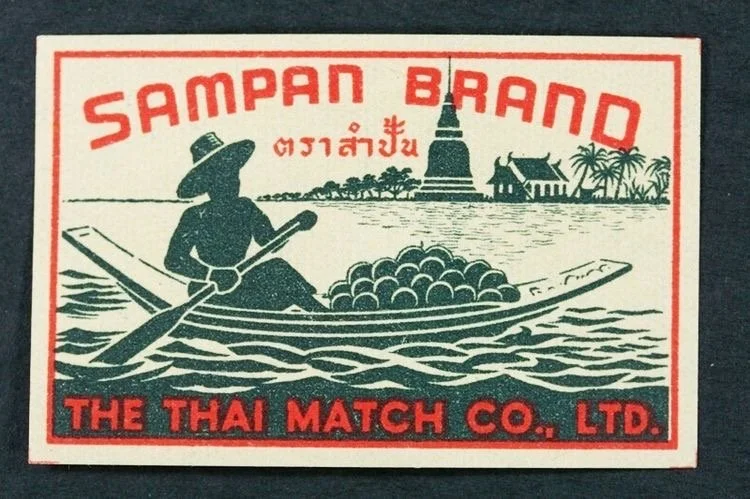 SAMPAN BRAND
ตราสำปั้น
THE THAI MATCH CO., LTD.